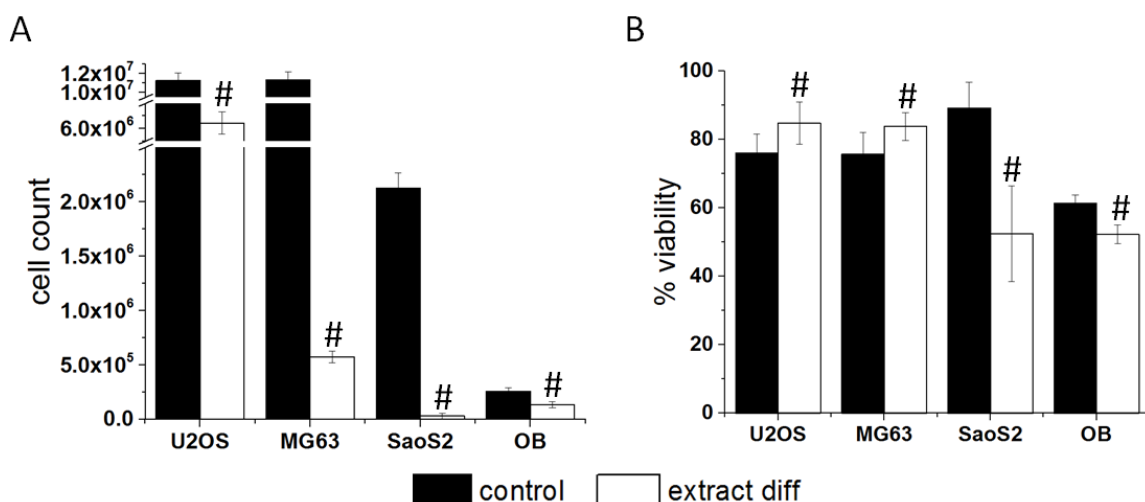 A
cell count
1.2x10⁷
1.0x10⁷
6.0x10⁶
2.0x10⁶
1.5x10⁶
1.0x10⁶
5.0x10⁵
0.0
# # # #
U2OS MG63 SaoS2 OB
B
% viability
100
80
60
40
20
0
# # # #
U2OS MG63 SaoS2 OB
control extract diff